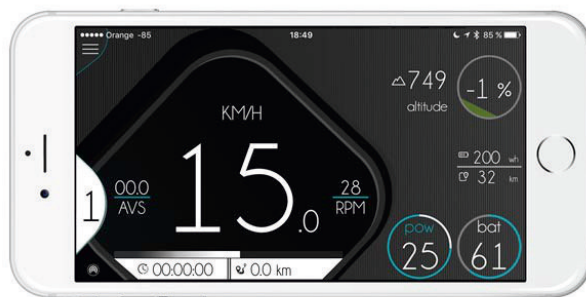 Orange -85
18:49
85 %
KM/H
15.0
1
00.0
AVS
28
RPM
00:00:00
0.0 km
749
altitude
-1 %
200 wh
32 km
pow
25
bat
61